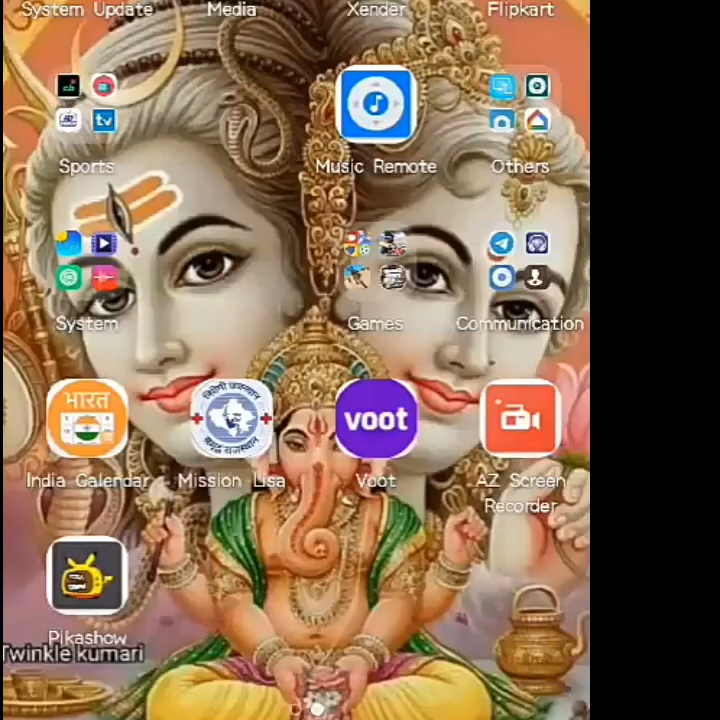 System Update Media Xender Flipkart
Sports Music Remote Others
System Games Communication
भारत
voot
India Calendar Mission Lisa Voot AZ Screen
Recorder
Pikashow
Twinkle kumari